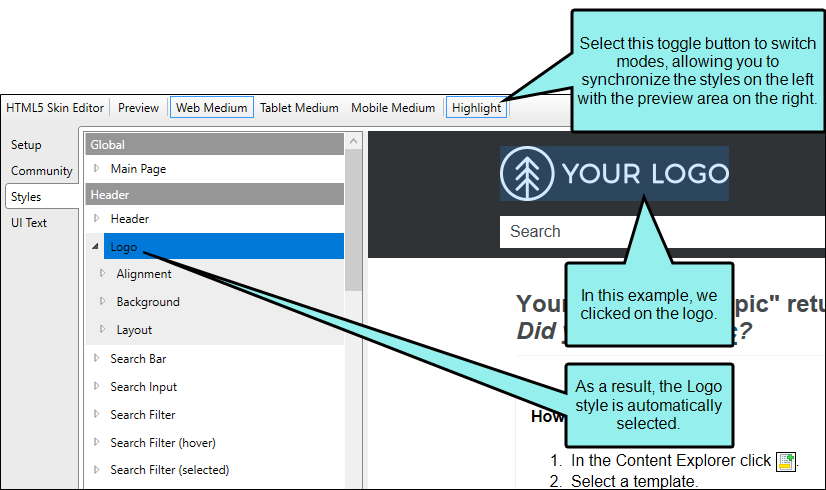 Select this toggle button to switch
modes, allowing you to
synchronize the styles on the left
with the preview area on the right.
HTML5 Skin Editor Preview Web Medium Tablet Medium Mobile Medium Highlight
Setup
Community
Styles
UI Text
Global
Main Page
Header
Header
Logo
Alignment
Background
Layout
Search Bar
Search Input
Search Filter
Search Filter (hover)
Search Filter (selected)
YOUR LOGO
Search
In this example, we
clicked on the logo.
You pic" retu
Did ?
As a result, the Logo
style is automatically
selected.
How
1. In the Content Explorer click .
2. Select a template.